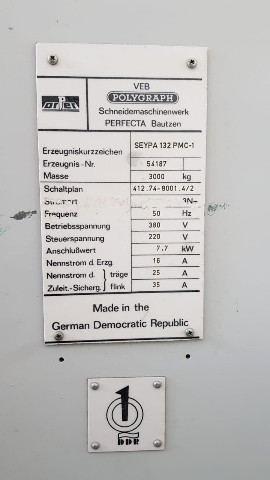 VEB
POLYGRAPH
Schneidemaschinenwerk
PERFECTA Bautzen
Erzeugniskurzzeichen SEYPA 132 PMC-1
Erzeugnis-Nr. 54187
Masse 3000 kg
Schaltplan 412.74-8001.4/2
3N~
Frequenz 50 Hz
Betriebsspannung 380 V
Steuerspannung 220 V
Anschlußwert 7.7 kW
Nennstrom d. Erzg. 16 A
Nennstrom d. träge 25 A
Zuleit.-Sicherg. flink 35 A
Made in the
German Democratic Republic
1
DDR